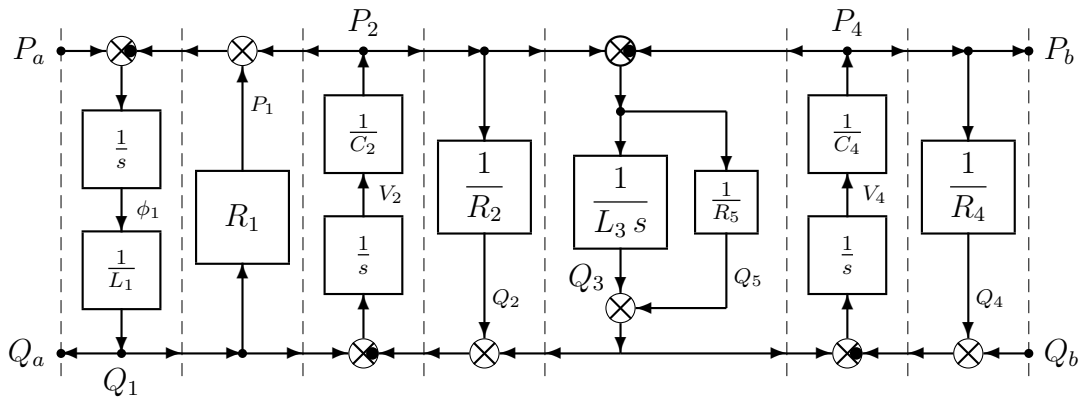 P_2 P_4
P_a P_b
P_1
1/s 1/C_2 1/C_4
ϕ_1 V_2 V_4
R_1 1/R_2 1/(L_3 s) 1/R_5 1/R_4
1/L_1 1/s 1/s
Q_2 Q_3 Q_5 Q_4
Q_a Q_b
Q_1